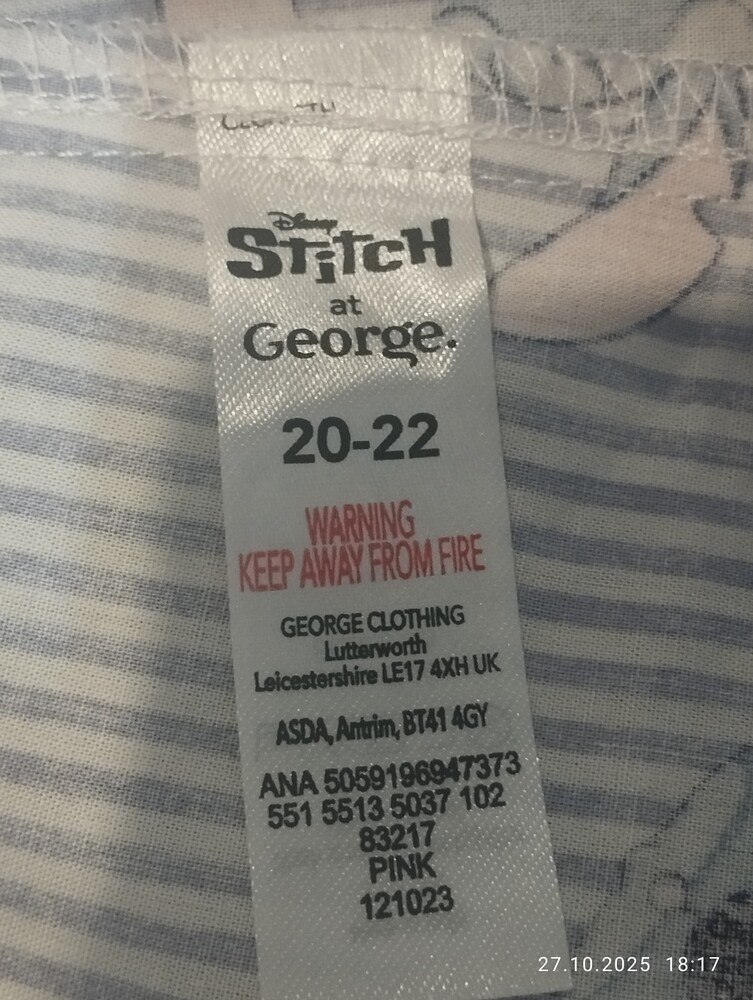 Disney
STITCH
at
George.
20-22
WARNING
KEEP AWAY FROM FIRE
GEORGE CLOTHING
Lutterworth
Leicestershire LE17 4XH UK
ASDA, Antrim, BT41 4GY
ANA 5059196947373
551 5513 5037 102
83217
PINK
121023
27.10.2025 18:17